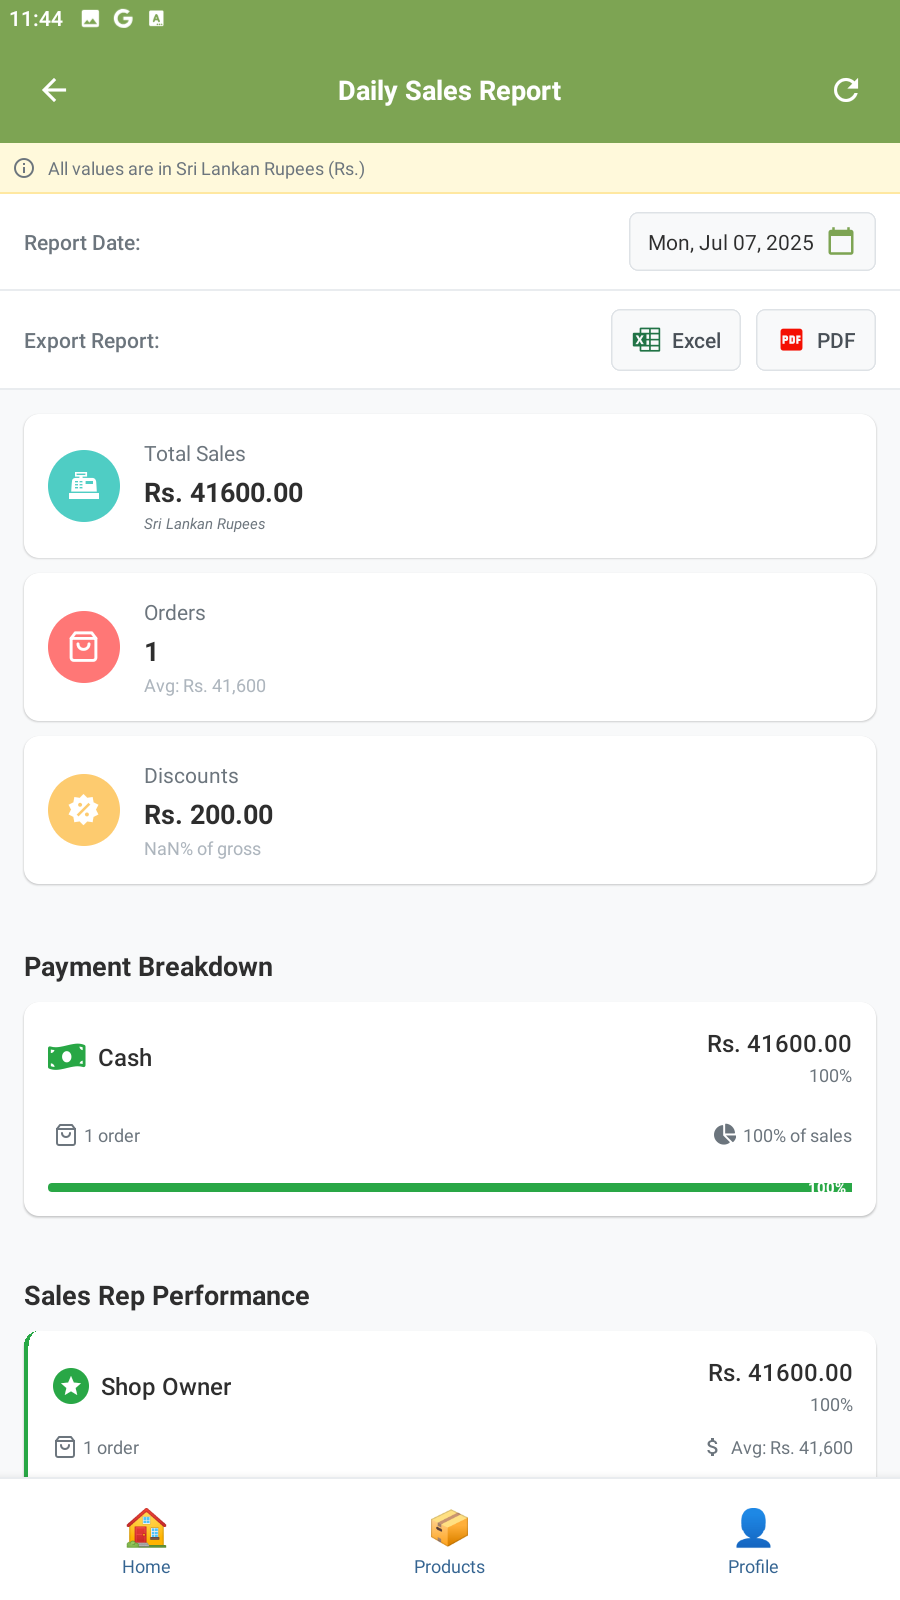 11:44
Daily Sales Report
All values are in Sri Lankan Rupees (Rs.)
Report Date:
Mon, Jul 07, 2025
Export Report:
Excel
PDF
Total Sales
Rs. 41600.00
Sri Lankan Rupees
Orders
1
Avg: Rs. 41,600
Discounts
Rs. 200.00
NaN% of gross
Payment Breakdown
Cash
Rs. 41600.00
100%
1 order
100% of sales
100%
Sales Rep Performance
Shop Owner
Rs. 41600.00
100%
1 order
Avg: Rs. 41,600
Home
Products
Profile